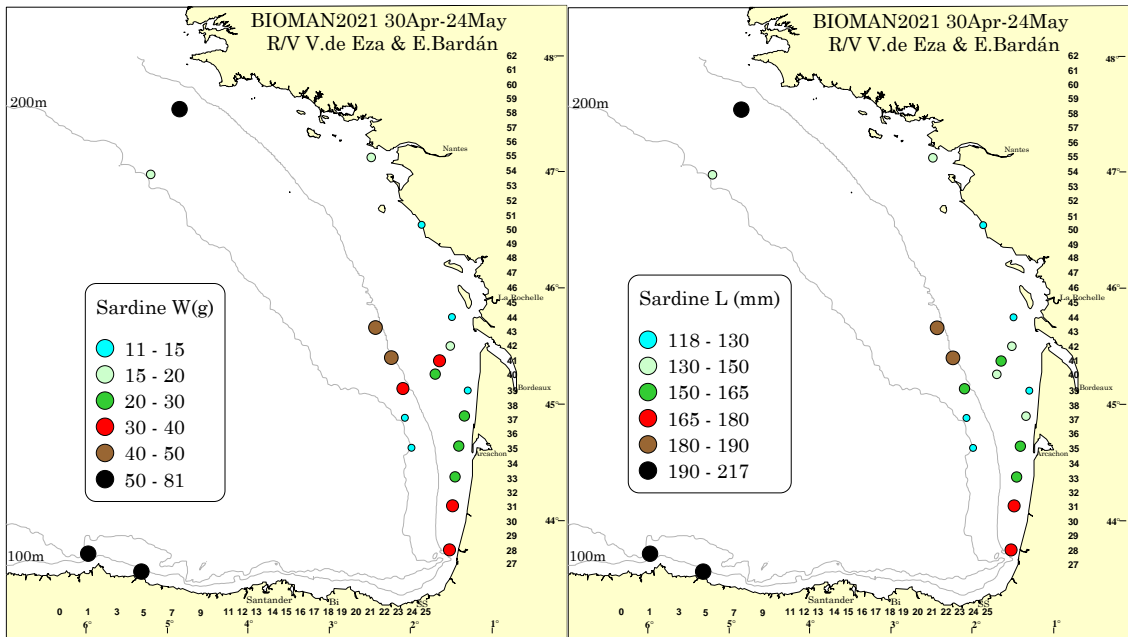 BIOMAN2021 30Apr-24May
R/V V.de Eza & E.Bardán
62
48°
61
60
59
200m
58
57
56
Nantes
55
54
47°
53
52
51
50
49
48
47
46
46°
La Rochelle
45
44
43
42
41
40
Bordeaux
39
45°
38
37
36
Arcachon
35
34
33
32
31
30
44°
29
100m
28
27
Sardine W(g)
11 - 15
15 - 20
20 - 30
30 - 40
40 - 50
50 - 81
Santander
Bi
SS
0 1 3 5 7 9 11 12 13 14 15 16 17 18 19 20 21 22 23 24 25
6° 5° 4° 3° 2° 1°
BIOMAN2021 30Apr-24May
R/V V.de Eza & E.Bardán
62
48°
61
60
59
200m
58
57
56
Nantes
55
54
47°
53
52
51
50
49
48
47
46
46°
La Rochelle
45
44
43
42
41
40
Bordeaux
39
45°
38
37
36
Arcachon
35
34
33
32
31
30
44°
29
100m
28
27
Sardine L (mm)
118 - 130
130 - 150
150 - 165
165 - 180
180 - 190
190 - 217
Santander
Bi
SS
0 1 3 5 7 9 11 12 13 14 15 16 17 18 19 20 21 22 23 24 25
6° 5° 4° 3° 2° 1°